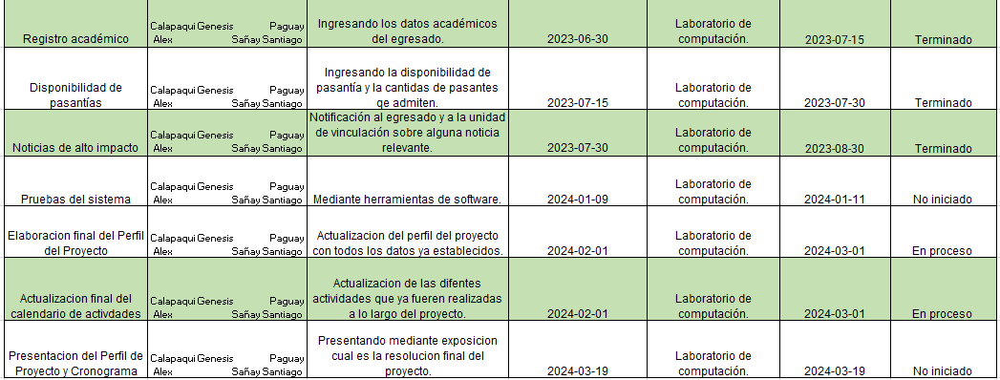 Registro académico
Calapaqui Genesis Paguay
Alex Sañay Santiago
Ingresando los datos académicos
del egresado.
2023-06-30
Laboratorio de
computación.
2023-07-15
Terminado
Disponibilidad de
pasantías
Calapaqui Genesis Paguay
Alex Sañay Santiago
Ingresando la disponibilidad de
pasantía y la cantidas de pasantes
qe admiten.
2023-07-15
Laboratorio de
computación.
2023-07-30
Terminado
Noticias de alto impacto
Calapaqui Genesis Paguay
Alex Sañay Santiago
Notificación al egresado y a la unidad
de vinculación sobre alguna noticia
relevante.
2023-07-30
Laboratorio de
computación.
2023-08-30
Terminado
Pruebas del sistema
Calapaqui Genesis Paguay
Alex Sañay Santiago
Mediante herramientas de software.
2024-01-09
Laboratorio de
computación.
2024-01-11
No iniciado
Elaboracion final del Perfil
del Proyecto
Calapaqui Genesis Paguay
Alex Sañay Santiago
Actualización del perfil del proyecto
con todos los datos ya establecidos.
2024-02-01
Laboratorio de
computación.
2024-03-01
En proceso
Actualización final del
calendario de actvidades
Calapaqui Genesis Paguay
Alex Sañay Santiago
Actualizacion de las difentes
actividades que ya fueren realizadas
a lo largo del proyecto.
2024-02-01
Laboratorio de
computación.
2024-03-01
En proceso
Presentacion del Perfil de
Proyecto y Cronograma
Calapaqui Genesis Paguay
Alex Sañay Santiago
Presentando mediante exposicion
cual es la resolucion final del
proyecto.
2024-03-19
Laboratorio de
computación.
2024-03-19
No iniciado